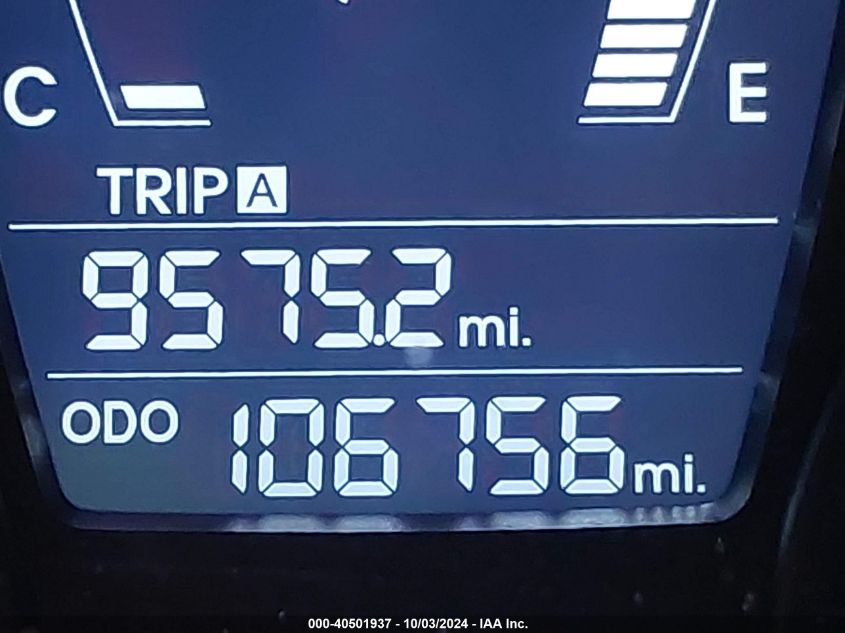 C E
TRIP A
9575.2 mi.
ODO 106756 mi.
000-40501937 - 10/03/2024 - IAA Inc.